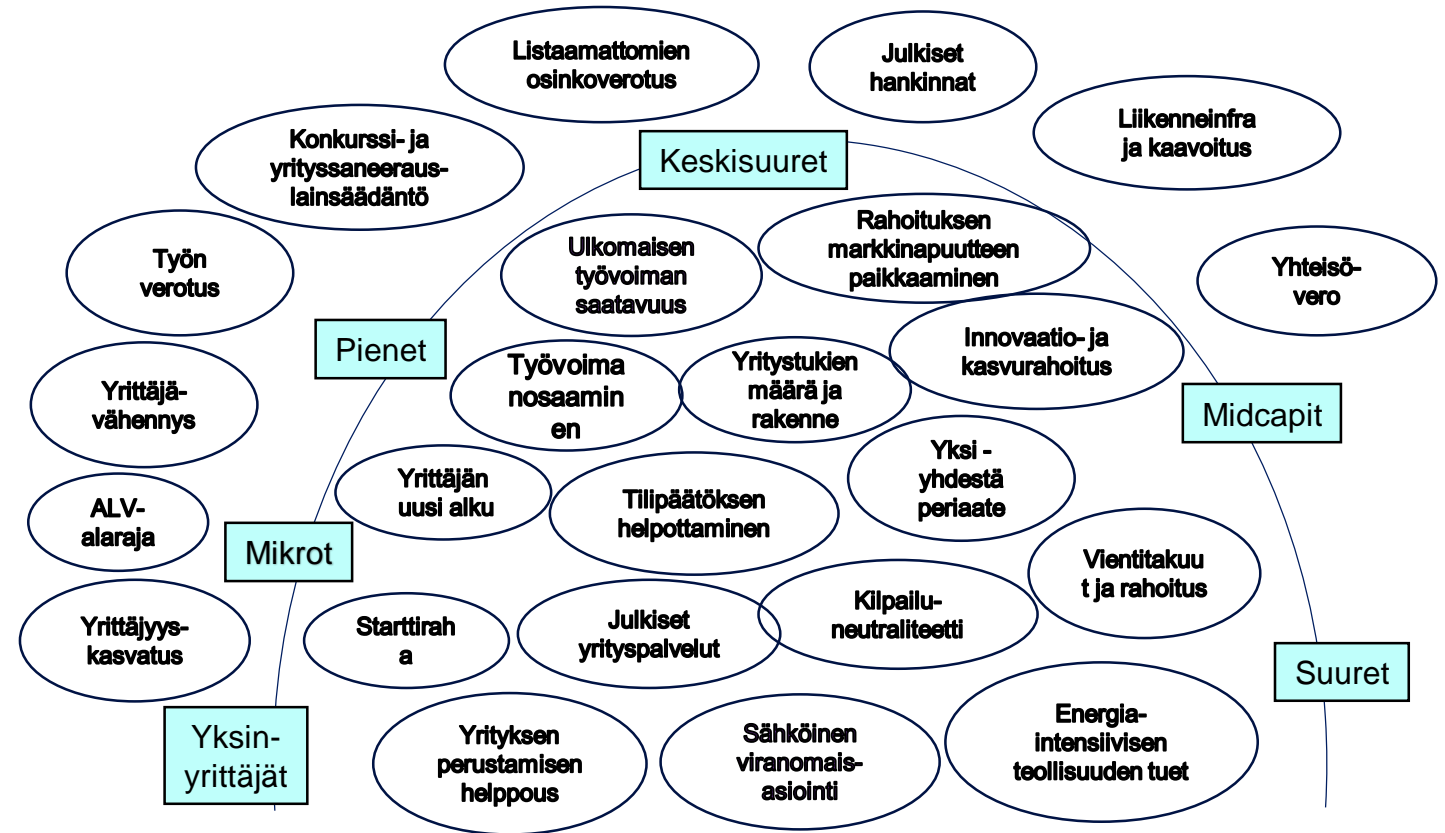 Listaamattomien
osinkoverotus
Julkiset
hankinnat
Liikenneinfra
ja kaavoitus
Konkurssi- ja
yrityssaneeraus-
lainsäädäntö
Keskisuuret
Työn
verotus
Ulkomaisen
työvoiman
saatavuus
Rahoituksen
markkinapuutteen
paikkaaminen
Yhteisö-
vero
Pienet
Työvoima
nosaamin
en
Yritystukien
määrä ja
rakenne
Innovaatio- ja
kasvurahoitus
Yrittäjä-
vähennys
Midcapit
Yrittäjän
uusi alku
Tilipäätöksen
helpottaminen
Yksi -
yhdestä
periaate
ALV-
alaraja
Mikrot
Vientitakuu
t ja rahoitus
Yrittäjyys-
kasvatus
Starttirah
a
Julkiset
yrityspalvelut
Kilpailu-
neutraliteetti
Suuret
Yksin-
yrittäjät
Yrityksen
perustamisen
helppous
Sähköinen
viranomais-
asiointi
Energia-
intensiivisen
teollisuuden tuet